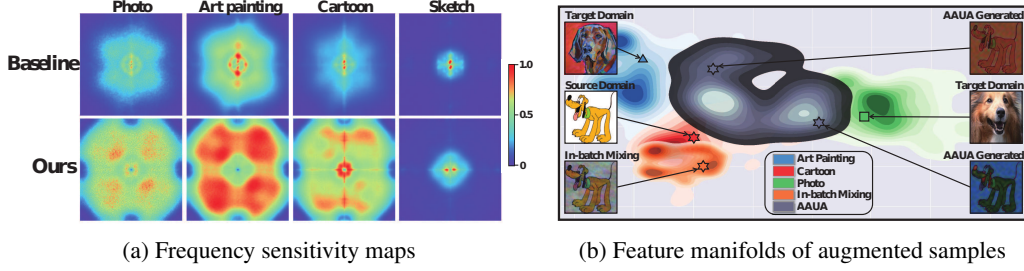 Photo Art painting Cartoon Sketch
Baseline
Ours
1.0
0.5
0
(a) Frequency sensitivity maps
Target Domain
Source Domain
In-batch Mixing
AAUA Generated
Target Domain
AAUA Generated
Art Painting
Cartoon
Photo
In-batch Mixing
AAUA
(b) Feature manifolds of augmented samples